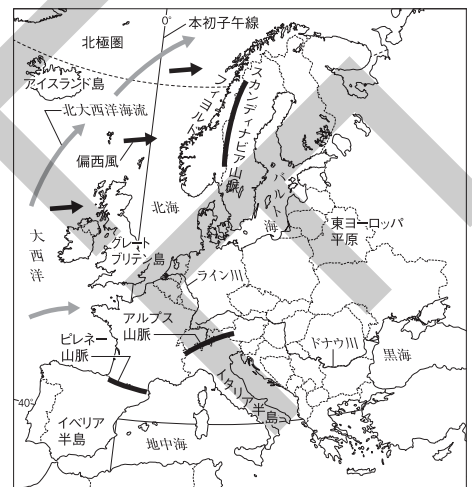 0°
本初子午線
北極圏
アイスランド島
北大西洋海流
偏西風
フィヨルド
スカンディナビア山脈
バルト海
北海
大西洋
グレート
ブリテン島
東ヨーロッパ
平原
ライン川
アルプス
山脈
ドナウ川
ピレネー
山脈
黒海
40°
イベリア
半島
イタリア半島
地中海